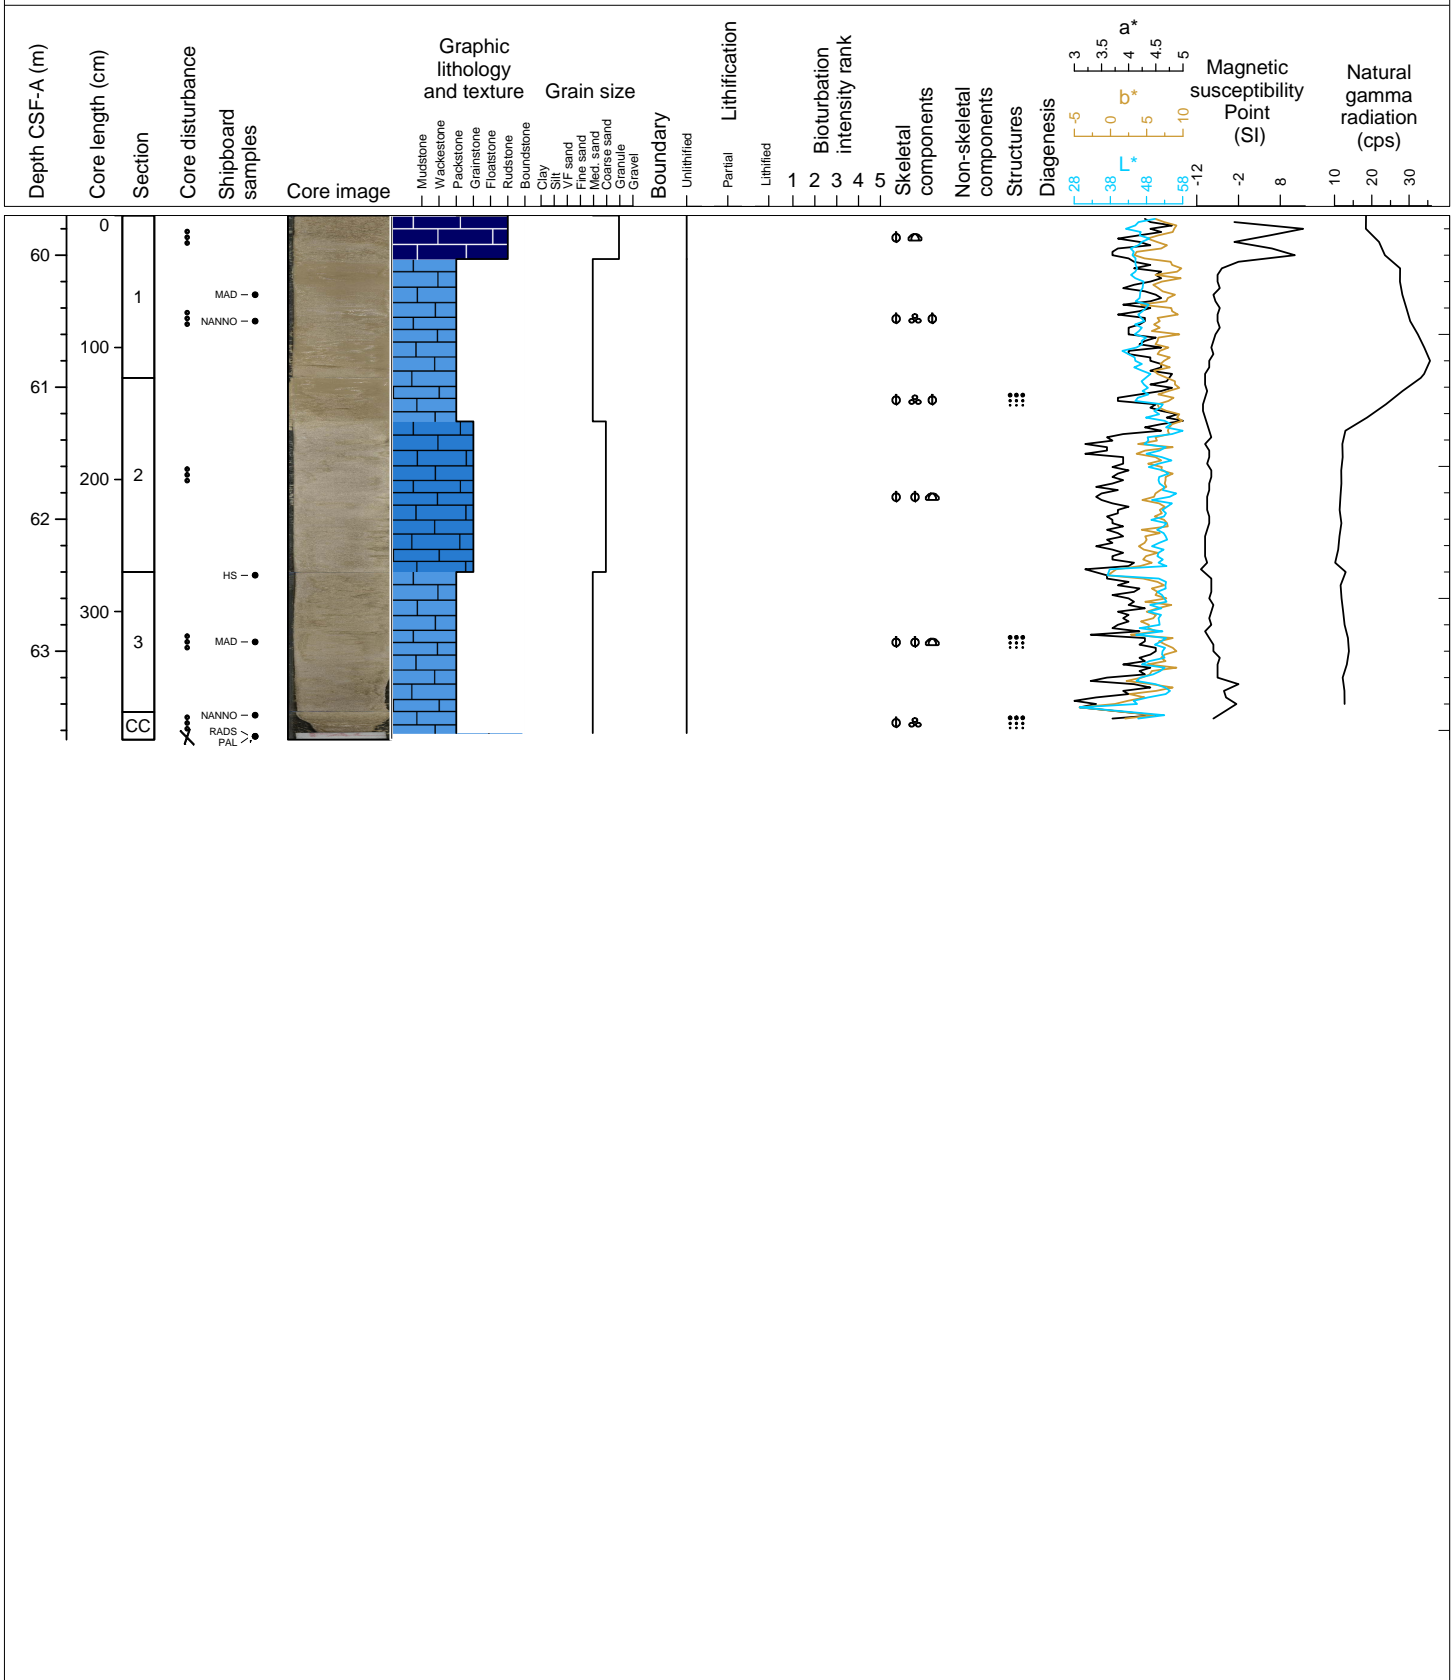 Depth CSF-A (m)
Core length (cm)
Section
Core disturbance
Shipboard
samples
Core image
Graphic
lithology
and texture
Mudstone
Wackestone
Packstone
Grainstone
Floatstone
Rudstone
Boundstone
Grain size
Clay
Silt
VF sand
Fine sand
Med. sand
Coarse sand
Granule
Gravel
Boundary
Lithification
Unlithified
Partial
Lithified
Bioturbation
intensity rank
1 2 3 4 5
Skeletal
components
Non-skeletal
components
Structures
Diagenesis
a*
3 3.5 4 4.5 5
b*
-5 0 5 10
L*
28 38 48 58
Magnetic
susceptibility
Point
(SI)
-12 -2 8
Natural
gamma
radiation
(cps)
10 20 30
0
60
1
MAD
NANNO
100
61
2
200
62
HS
300
3
MAD
63
NANNO
CC
RADS
PAL